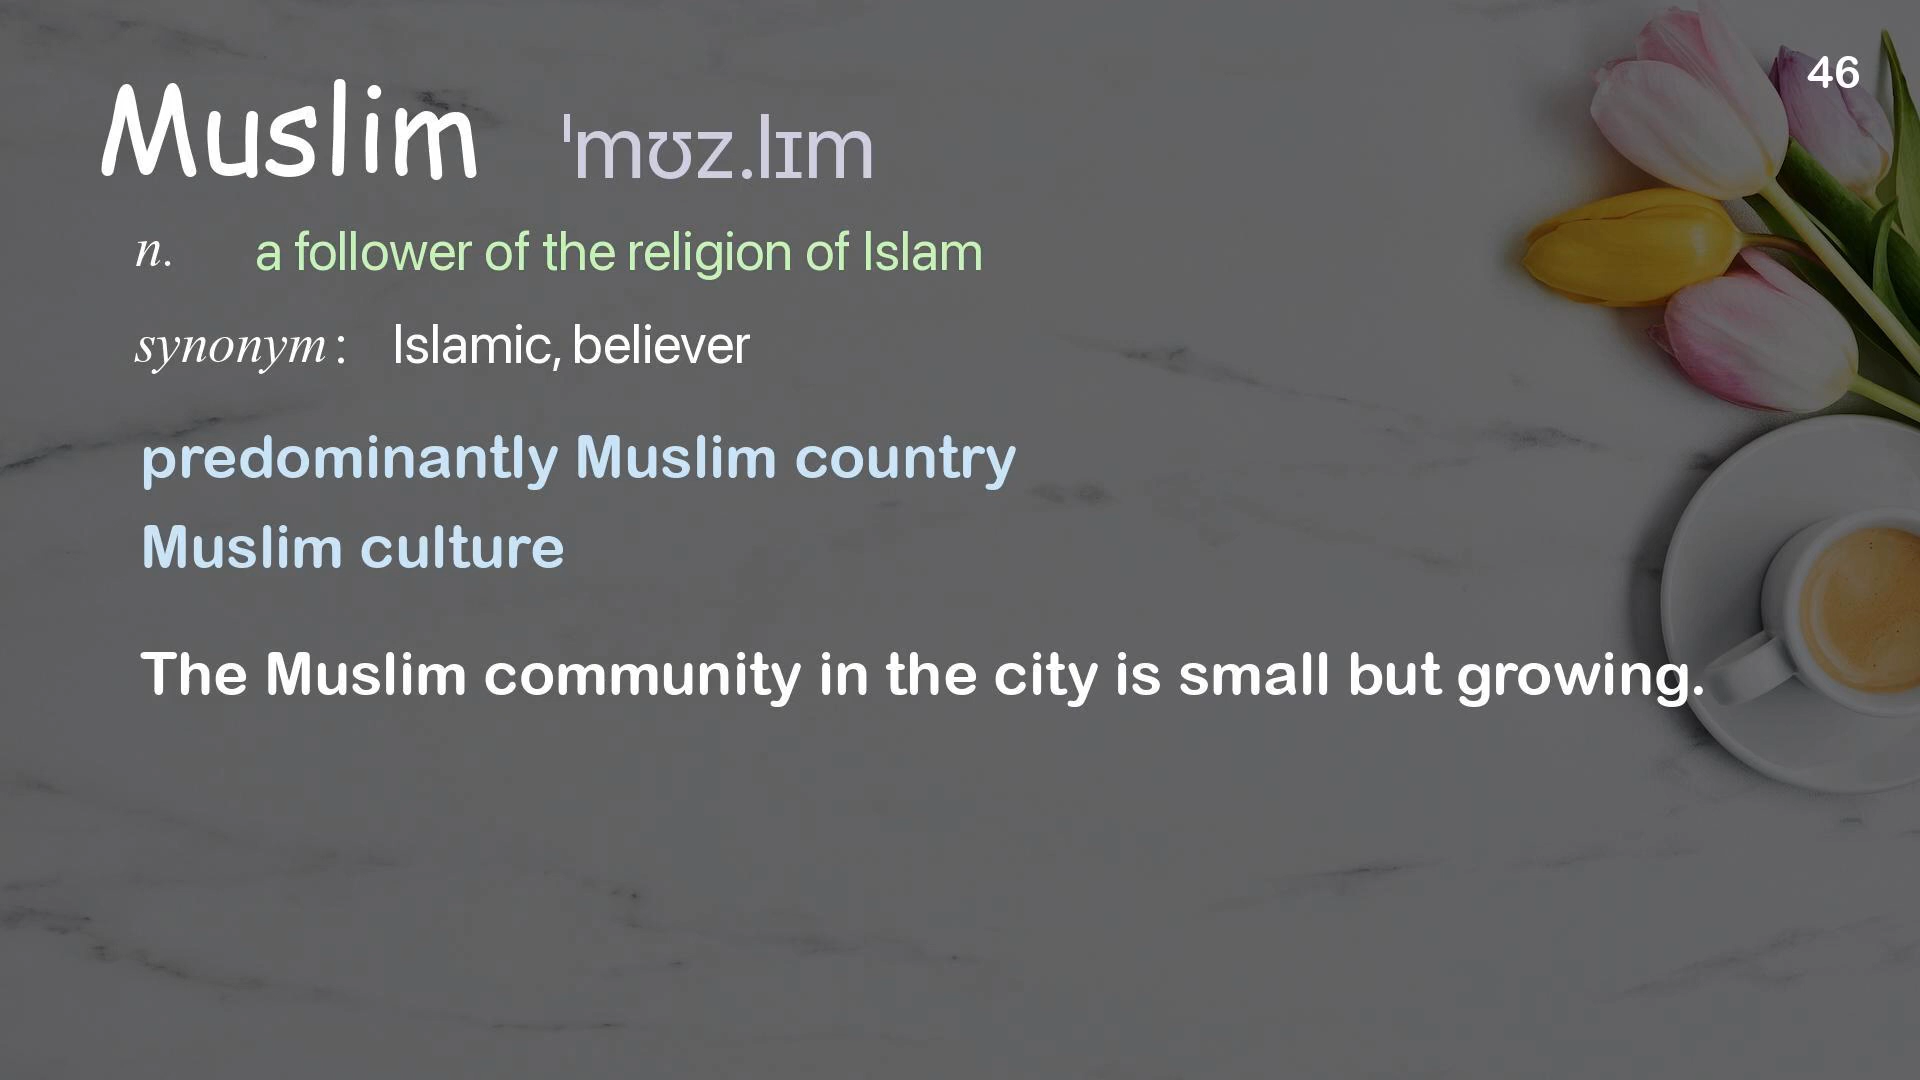 46
Muslim ˈmʊz.lɪm
n. a follower of the religion of Islam
synonym: Islamic, believer
predominantly Muslim country
Muslim culture
The Muslim community in the city is small but growing.